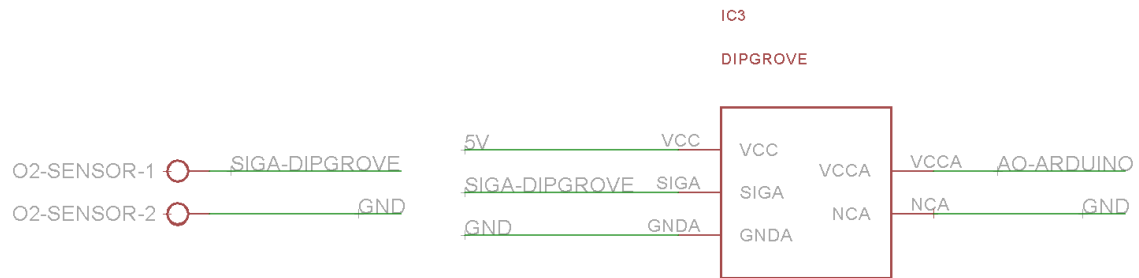 IC3
DIPGROVE
O2-SENSOR-1 SIGA-DIPGROVE
O2-SENSOR-2 GND
5V VCC VCC
SIGA-DIPGROVE SIGA SIGA
GND GNDA GNDA
VCCA VCCA AO-ARDUINO
NCA NCA GND